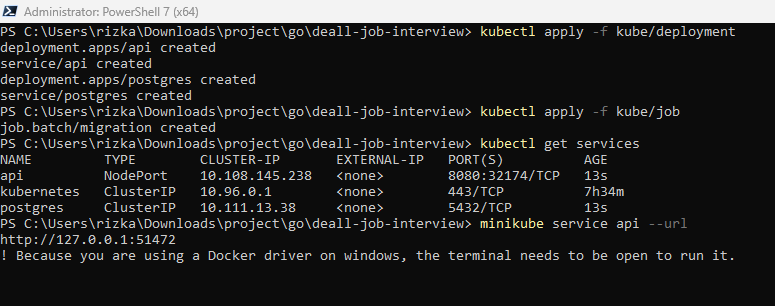 Administrator: PowerShell 7 (x64)
PS C:\Users\rizka\Downloads\project\go\deall-job-interview> kubectl apply -f kube/deployment
deployment.apps/api created
service/api created
deployment.apps/postgres created
service/postgres created
PS C:\Users\rizka\Downloads\project\go\deall-job-interview> kubectl apply -f kube/job
job.batch/migration created
PS C:\Users\rizka\Downloads\project\go\deall-job-interview> kubectl get services
NAME         TYPE        CLUSTER-IP       EXTERNAL-IP   PORT(S)          AGE
api          NodePort    10.108.145.238   <none>        8080:32174/TCP   13s
kubernetes   ClusterIP   10.96.0.1        <none>        443/TCP          7h34m
postgres     ClusterIP   10.111.13.38     <none>        5432/TCP         13s
PS C:\Users\rizka\Downloads\project\go\deall-job-interview> minikube service api --url
http://127.0.0.1:51472
! Because you are using a Docker driver on windows, the terminal needs to be open to run it.